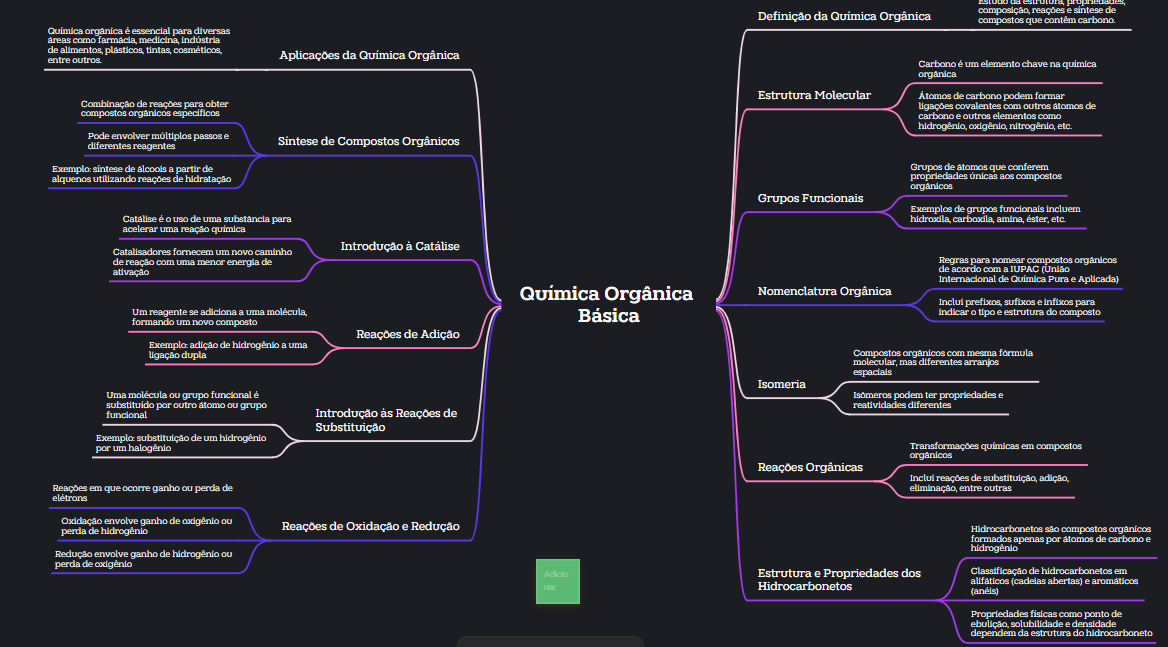 Química orgânica é essencial para diversas
áreas como farmácia, medicina, indústria
de alimentos, plásticos, tintas, cosméticos,
entre outros.
Aplicações da Química Orgânica
Combinação de reações para obter
compostos orgânicos específicos
Pode envolver múltiplos passos e
diferentes reagentes
Exemplo: síntese de álcoois a partir de
alquenos utilizando reações de hidratação
Síntese de Compostos Orgânicos
Catálise é o uso de uma substância para
acelerar uma reação química
Catalisadores fornecem um novo caminho
de reação com uma menor energia de
ativação
Introdução à Catálise
Um reagente se adiciona a uma molécula,
formando um novo composto
Exemplo: adição de hidrogênio a uma
ligação dupla
Reações de Adição
Uma molécula ou grupo funcional é
substituído por outro átomo ou grupo
funcional
Exemplo: substituição de um hidrogênio
por um halogênio
Introdução às Reações de
Substituição
Reações em que ocorre ganho ou perda de
elétrons
Oxidação envolve ganho de oxigênio ou
perda de hidrogênio
Redução envolve ganho de hidrogênio ou
perda de oxigênio
Reações de Oxidação e Redução
Química Orgânica
Básica
Adicio
nar
Definição da Química Orgânica
Estudo da estrutura, propriedades,
composição, reações e síntese de
compostos que contêm carbono.
Estrutura Molecular
Carbono é um elemento chave na química
orgânica
Átomos de carbono podem formar
ligações covalentes com outros átomos de
carbono e outros elementos como
hidrogênio, oxigênio, nitrogênio, etc.
Grupos Funcionais
Grupos de átomos que conferem
propriedades únicas aos compostos
orgânicos
Exemplos de grupos funcionais incluem
hidroxila, carboxila, amina, éster, etc.
Nomenclatura Orgânica
Regras para nomear compostos orgânicos
de acordo com a IUPAC (União
Internacional de Química Pura e Aplicada)
Inclui prefixos, sufixos e infixos para
indicar o tipo e estrutura do composto
Isomeria
Compostos orgânicos com mesma fórmula
molecular, mas diferentes arranjos
espaciais
Isômeros podem ter propriedades e
reatividades diferentes
Reações Orgânicas
Transformações químicas em compostos
orgânicos
Inclui reações de substituição, adição,
eliminação, entre outras
Estrutura e Propriedades dos
Hidrocarbonetos
Hidrocarbonetos são compostos orgânicos
formados apenas por átomos de carbono e
hidrogênio
Classificação de hidrocarbonetos em
alifáticos (cadeias abertas) e aromáticos
(anéis)
Propriedades físicas como ponto de
ebulição, solubilidade e densidade
dependem da estrutura do hidrocarboneto